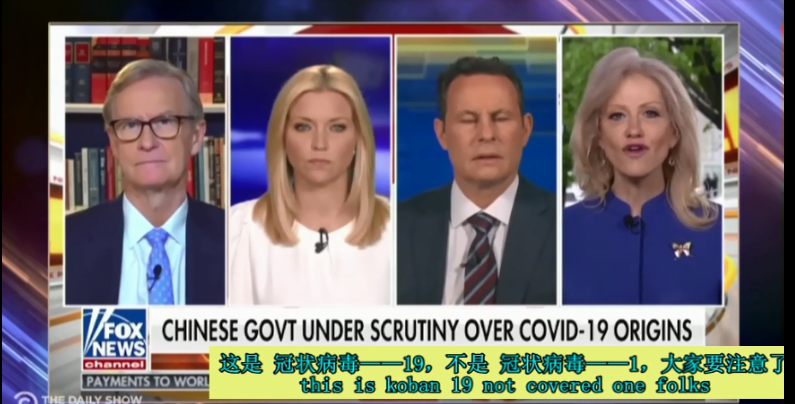 CHINESE GOVT UNDER SCRUTINY OVER COVID-19 ORIGINS
FOX
NEWS
channel
PAYMENTS TO WORL
这是 冠状病毒——19, 不是 冠状病毒——1, 大家要注意了
this is koban 19 not covered one folks
THE DAILY SHOW